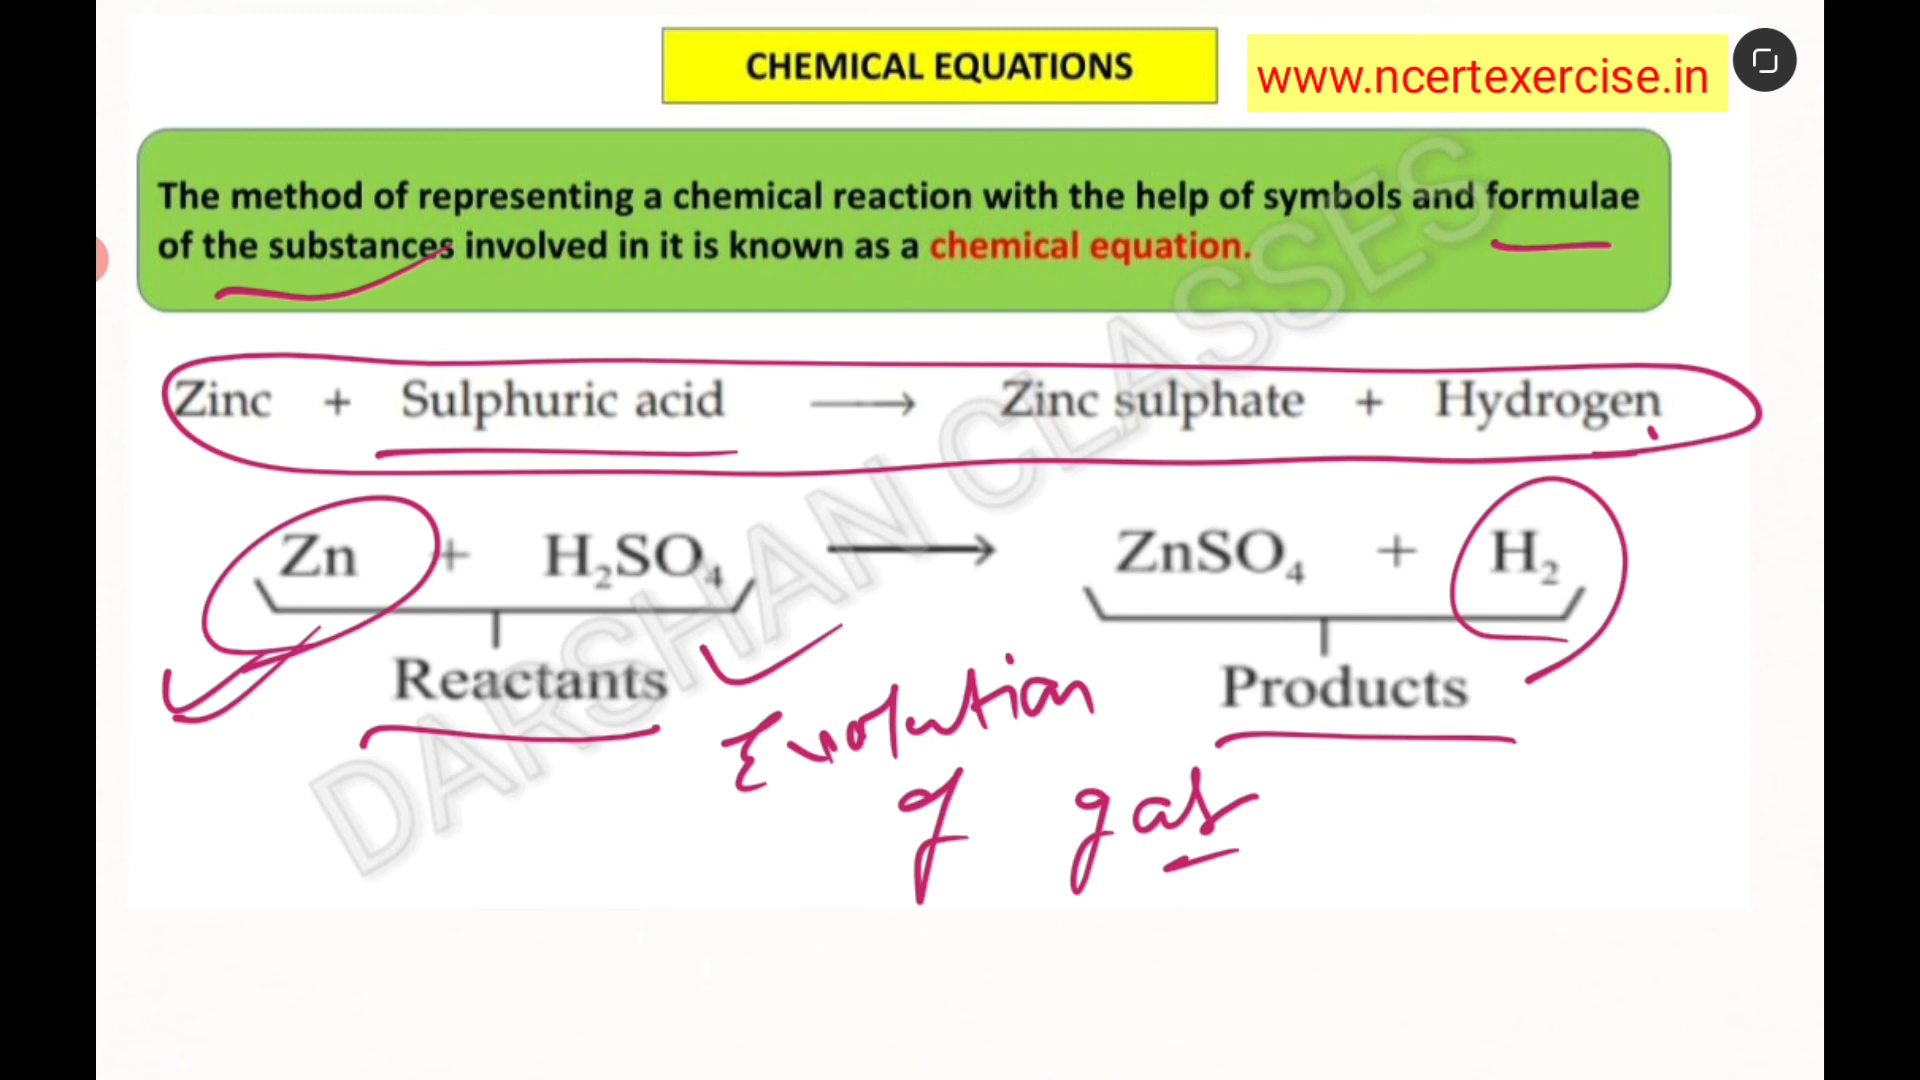 CHEMICAL EQUATIONS
www.ncertexercise.in
The method of representing a chemical reaction with the help of symbols and formulae
of the substances involved in it is known as a chemical equation.
Zinc + Sulphuric acid ⟶ Zinc sulphate + Hydrogen
Zn + H₂SO₄ ⟶ ZnSO₄ + H₂
Reactants Products
Evolution
of gas
DARSHAN CLASSES